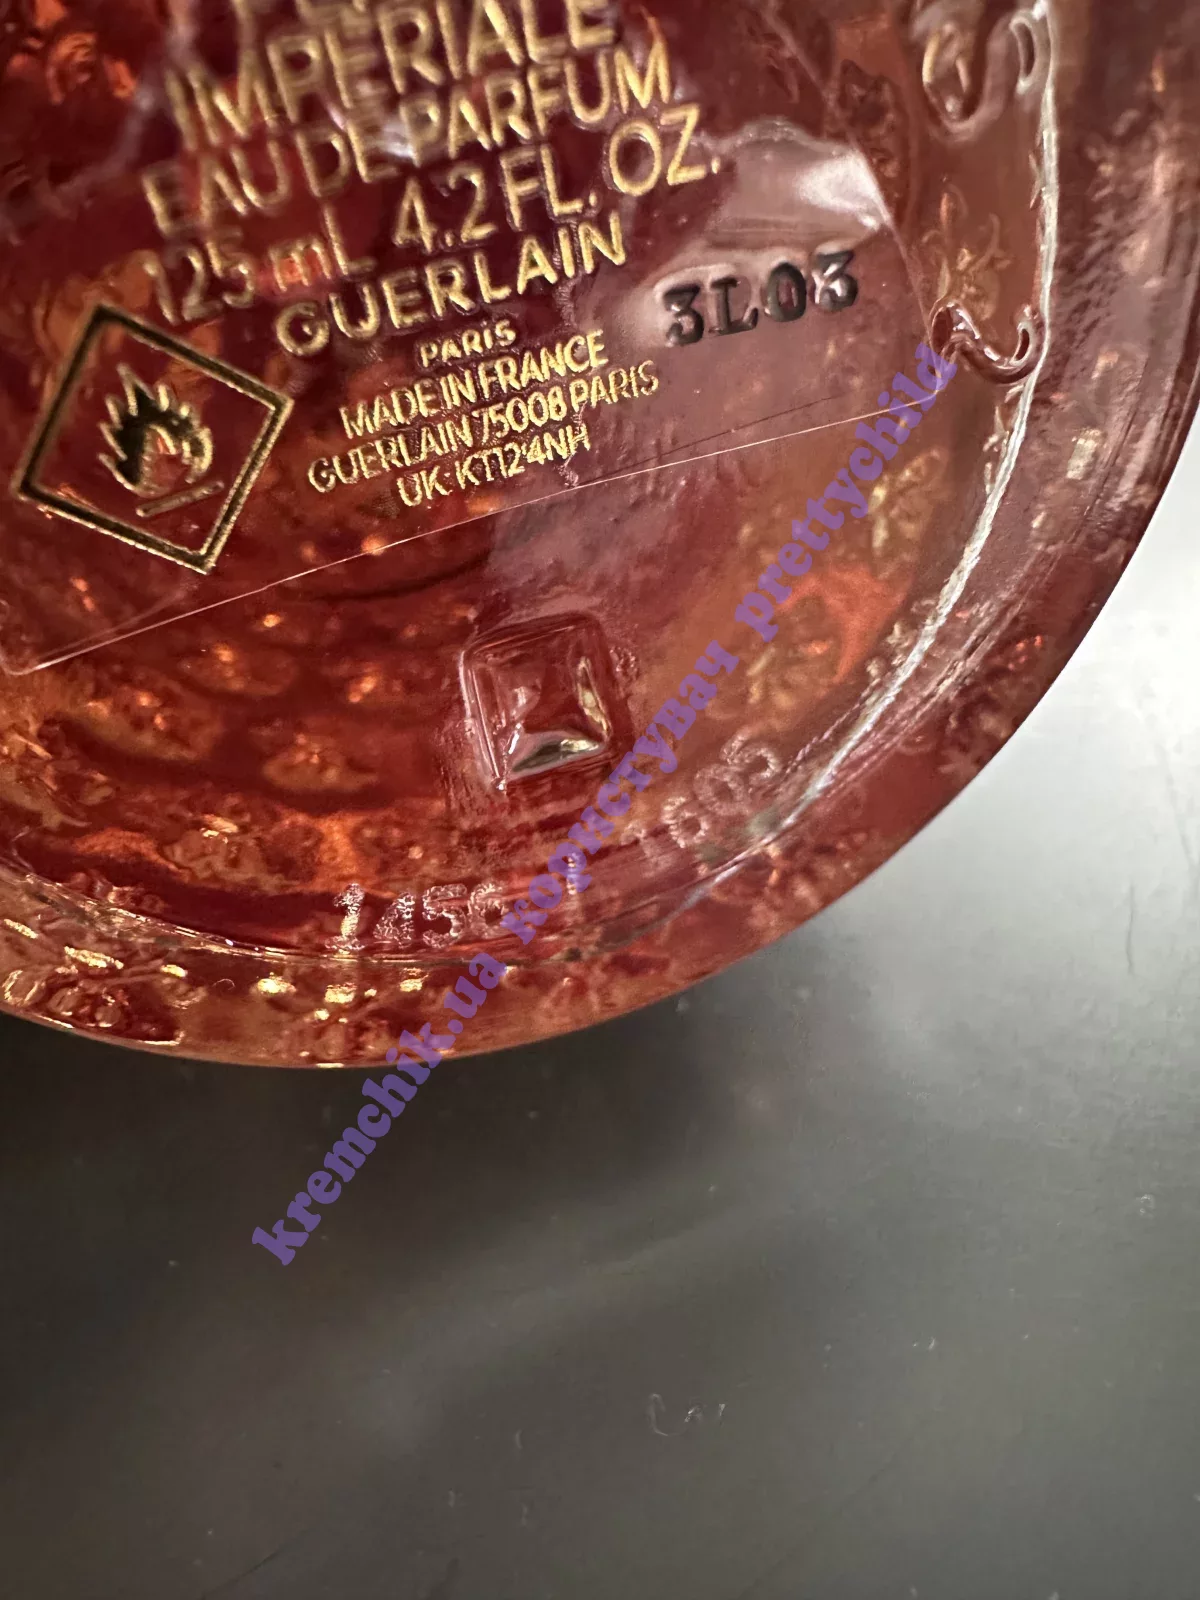 IMPERIALE
EAU DE PARFUM
125 mL 4.2 FL. OZ.
GUERLAIN
PARIS
MADE IN FRANCE
GUERLAIN 75008 PARIS
UK·KT12 4NH
3L03
1456
kremchik.ua користувач prettychild